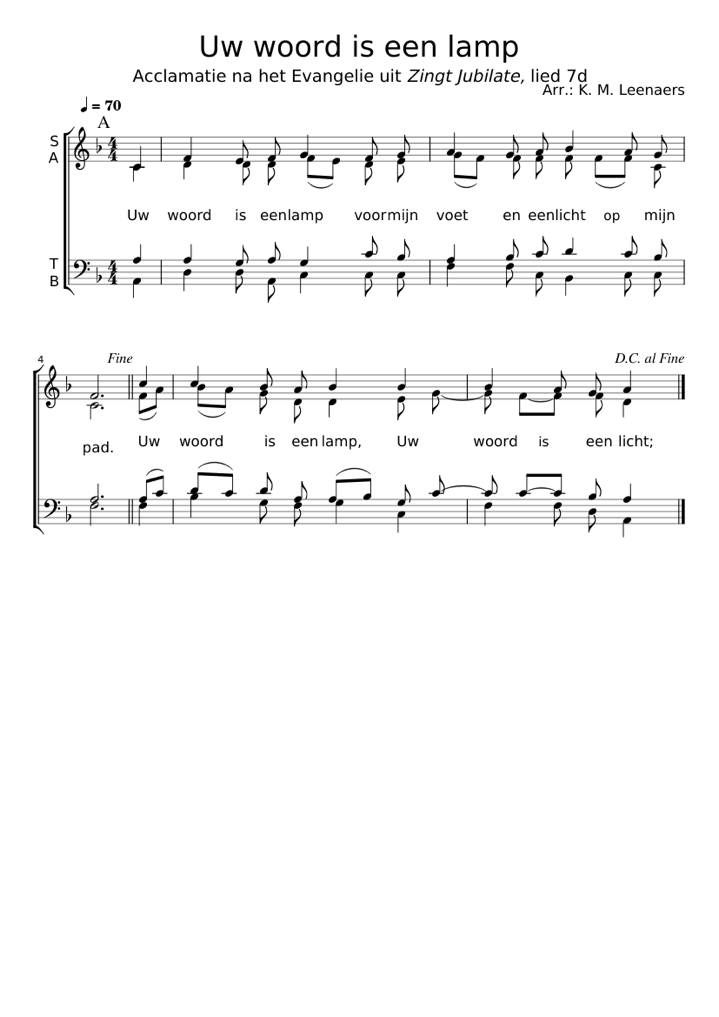 Uw woord is een lamp
Acclamatie na het Evangelie uit Zingt Jubilate, lied 7d
Arr.: K. M. Leenaers
♩ = 70
A
S
A
Uw woord is een lamp voor mijn voet en een licht op mijn
T
B
4
Fine
D.C. al Fine
pad. Uw woord is een lamp, Uw woord is een licht;